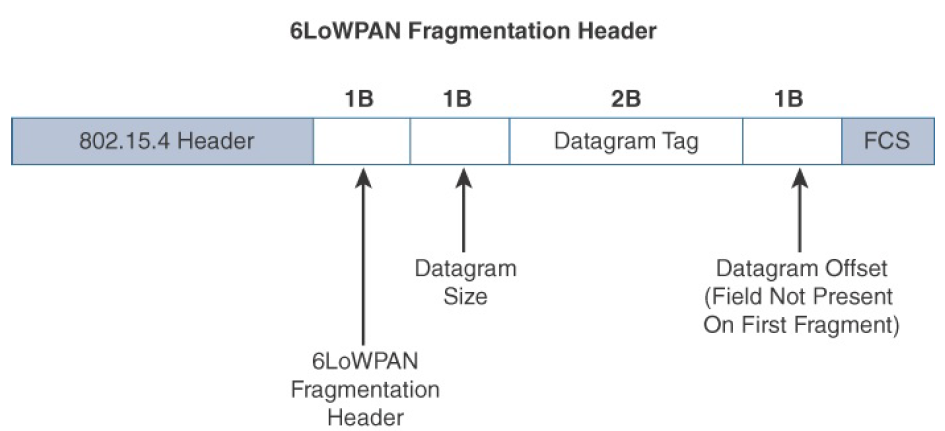 6LoWPAN Fragmentation Header
1B 1B 2B 1B
802.15.4 Header Datagram Tag FCS
Datagram
Size
Datagram Offset
(Field Not Present
On First Fragment)
6LoWPAN
Fragmentation
Header